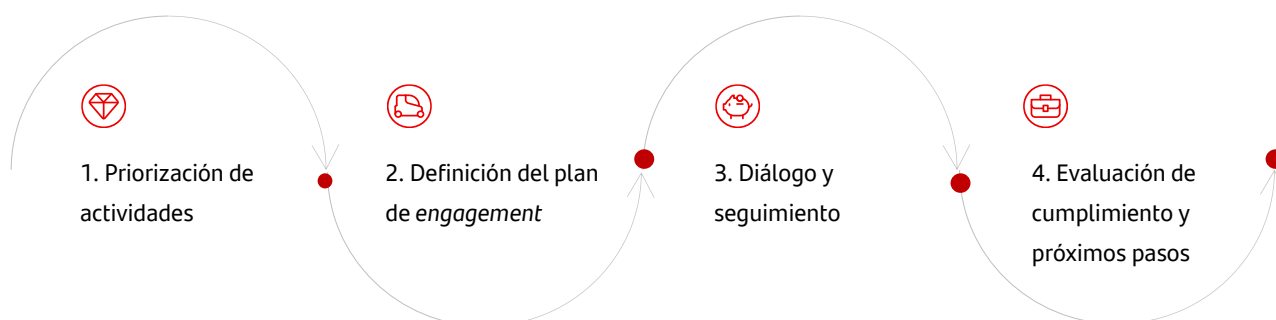 1. Priorización de
actividades
2. Definición del plan
de engagement
3. Diálogo y
seguimiento
4. Evaluación de
cumplimiento y
próximos pasos